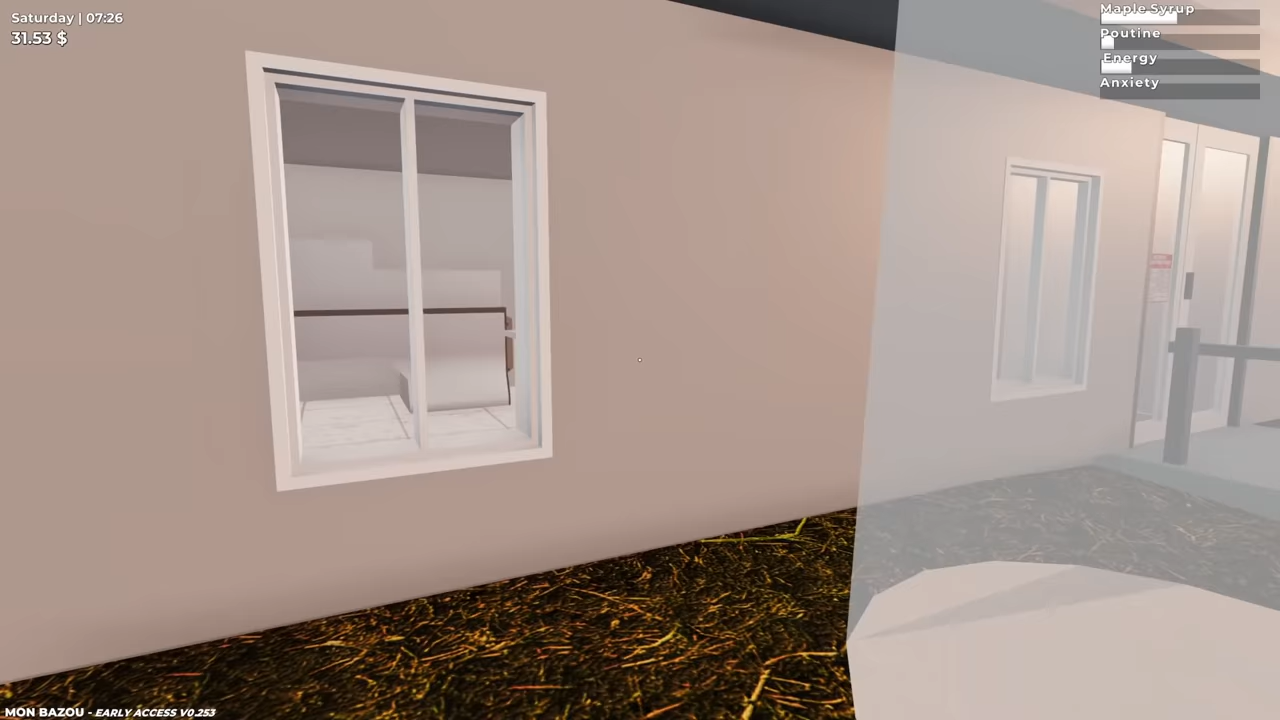 Saturday | 07:26
31.53 $
Maple Syrup
Poutine
Energy
Anxiety
MON BAZOU - EARLY ACCESS V0.253